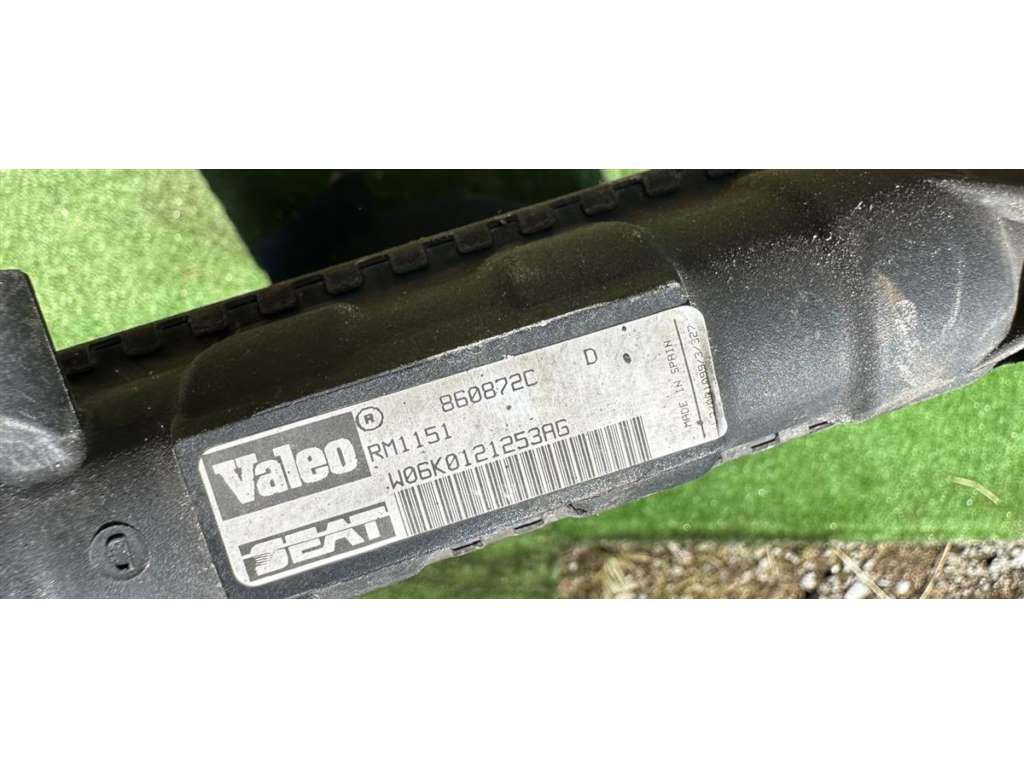 Valeo ®
860872C D
RM1151
W06K0121253AG
SEAT
MADE IN SPAIN